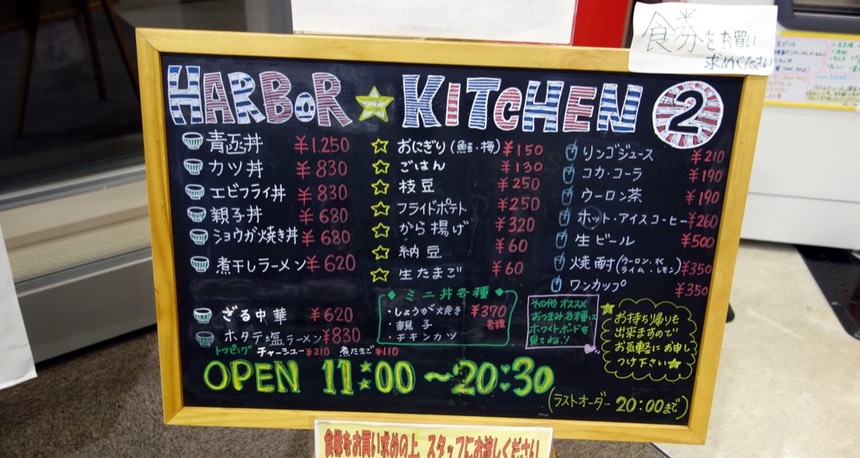 食券をお買い
求めください
HARBOR★KITCHEN ②
青函丼 ¥1.250
カツ丼 ¥830
エビフライ丼 ¥830
親子丼 ¥680
ショウガ焼き丼 ¥680
煮干しラーメン ¥620
ざる中華 ¥620
ホタテ塩ラーメン ¥830
トッピング チャーシュー ¥210 煮たまご ¥110
☆ おにぎり(鮭・梅) ¥150
☆ ごはん ¥130
☆ 枝豆 ¥250
☆ フライドポテト ¥250
☆ から揚げ ¥320
☆ 納豆 ¥60
☆ 生たまご ¥60
◆ミニ丼各種◆
・しょうが焼き ¥370
・親子 各種
・チキンカツ
リンゴジュース ¥210
コカ・コーラ ¥190
ウーロン茶 ¥190
ホット・アイスコーヒー ¥260
生ビール ¥500
焼酎(ウーロン・水 ライム・レモン) ¥350
ワンカップ ¥350
その他オススメ
おつまみ各種は
ホワイトボードを
見てね!!
お持ち帰りも
出来ますので
お気軽にお申し
つけ下さい★
OPEN 11:00～20:30
(ラストオーダー 20:00まで)
食券をお買い求めの上、スタッフにお渡しください